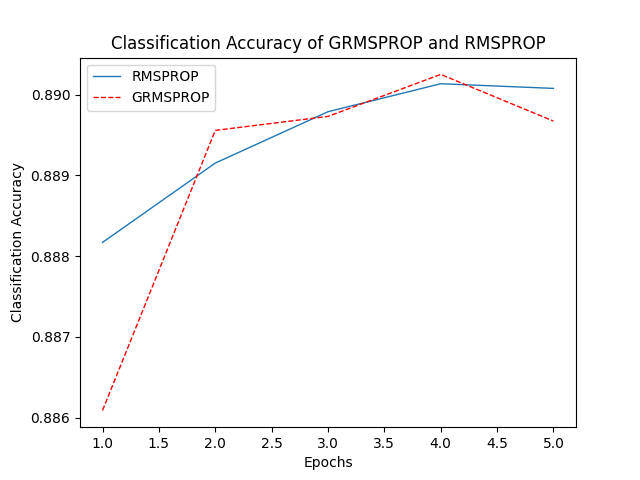 Classification Accuracy of GRMSPROP and RMSPROP
RMSPROP
GRMSPROP
0.890
0.889
0.888
0.887
0.886
Classification Accuracy
1.0 1.5 2.0 2.5 3.0 3.5 4.0 4.5 5.0
Epochs